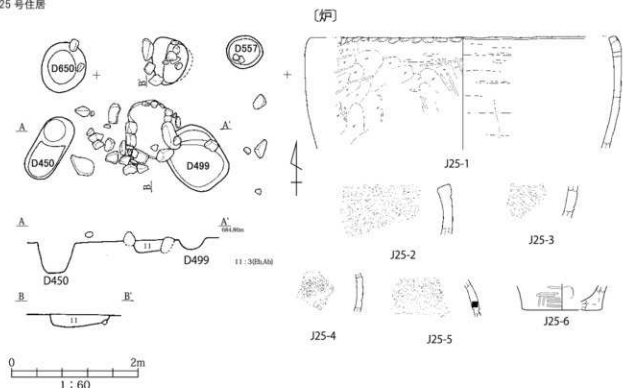 25 号住居
〔炉〕
D650
D557
B'
A
A'
D450
D499
B
J25-1
A
A'
684.80m
11
D450
D499
11 : 3(Bb,Ab)
B
B'
11
J25-2
J25-3
J25-4
J25-5
J25-6
0
2m
1 : 60